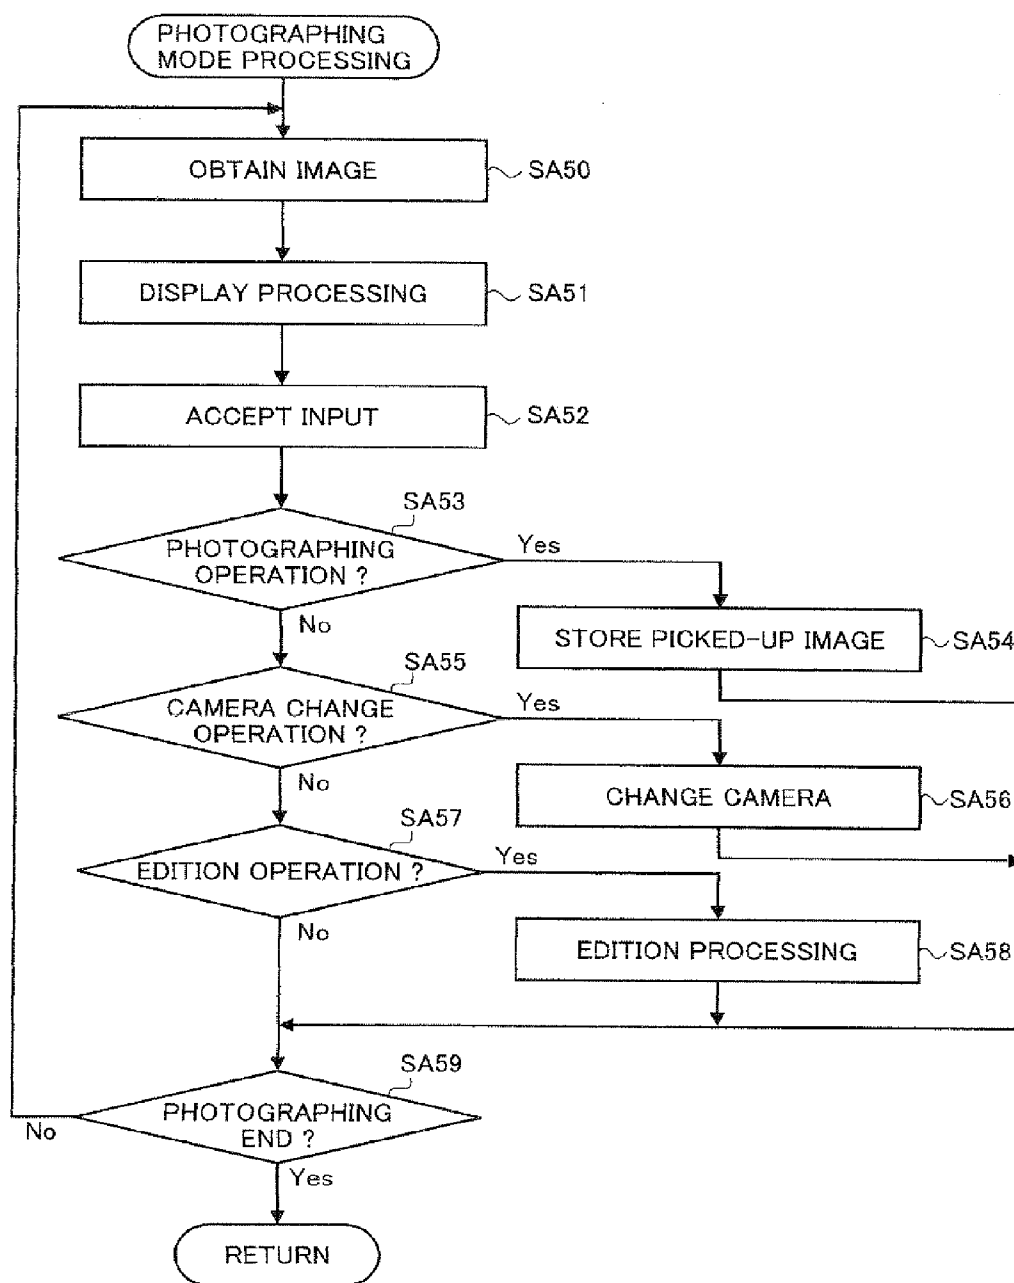 PHOTOGRAPHING
MODE PROCESSING
OBTAIN IMAGE
SA50
DISPLAY PROCESSING
SA51
ACCEPT INPUT
SA52
SA53
PHOTOGRAPHING
OPERATION ?
Yes
No
STORE PICKED-UP IMAGE
SA54
SA55
CAMERA CHANGE
OPERATION ?
Yes
No
CHANGE CAMERA
SA56
SA57
EDITION OPERATION ?
Yes
No
EDITION PROCESSING
SA58
SA59
PHOTOGRAPHING
END ?
No
Yes
RETURN